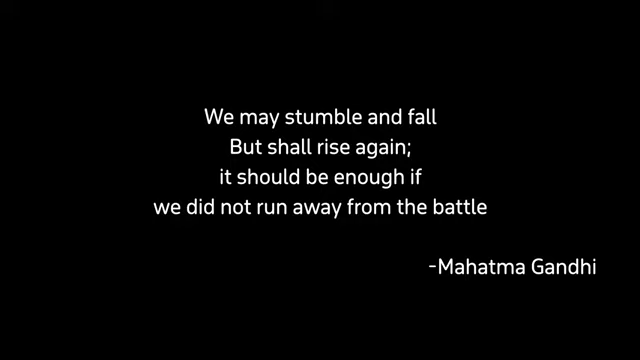 We may stumble and fall
But shall rise again;
it should be enough if
we did not run away from the battle
-Mahatma Gandhi